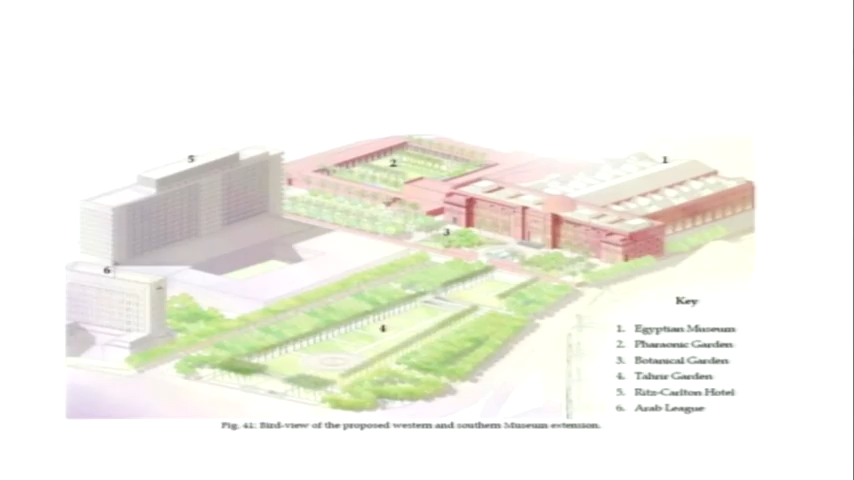 5
2
1
3
6
4
Key
1. Egyptian Museum
2. Pharaonic Garden
3. Botanical Garden
4. Tahrir Garden
5. Ritz-Carlton Hotel
6. Arab League
Fig. 41: Bird-view of the proposed western and southern Museum extension.